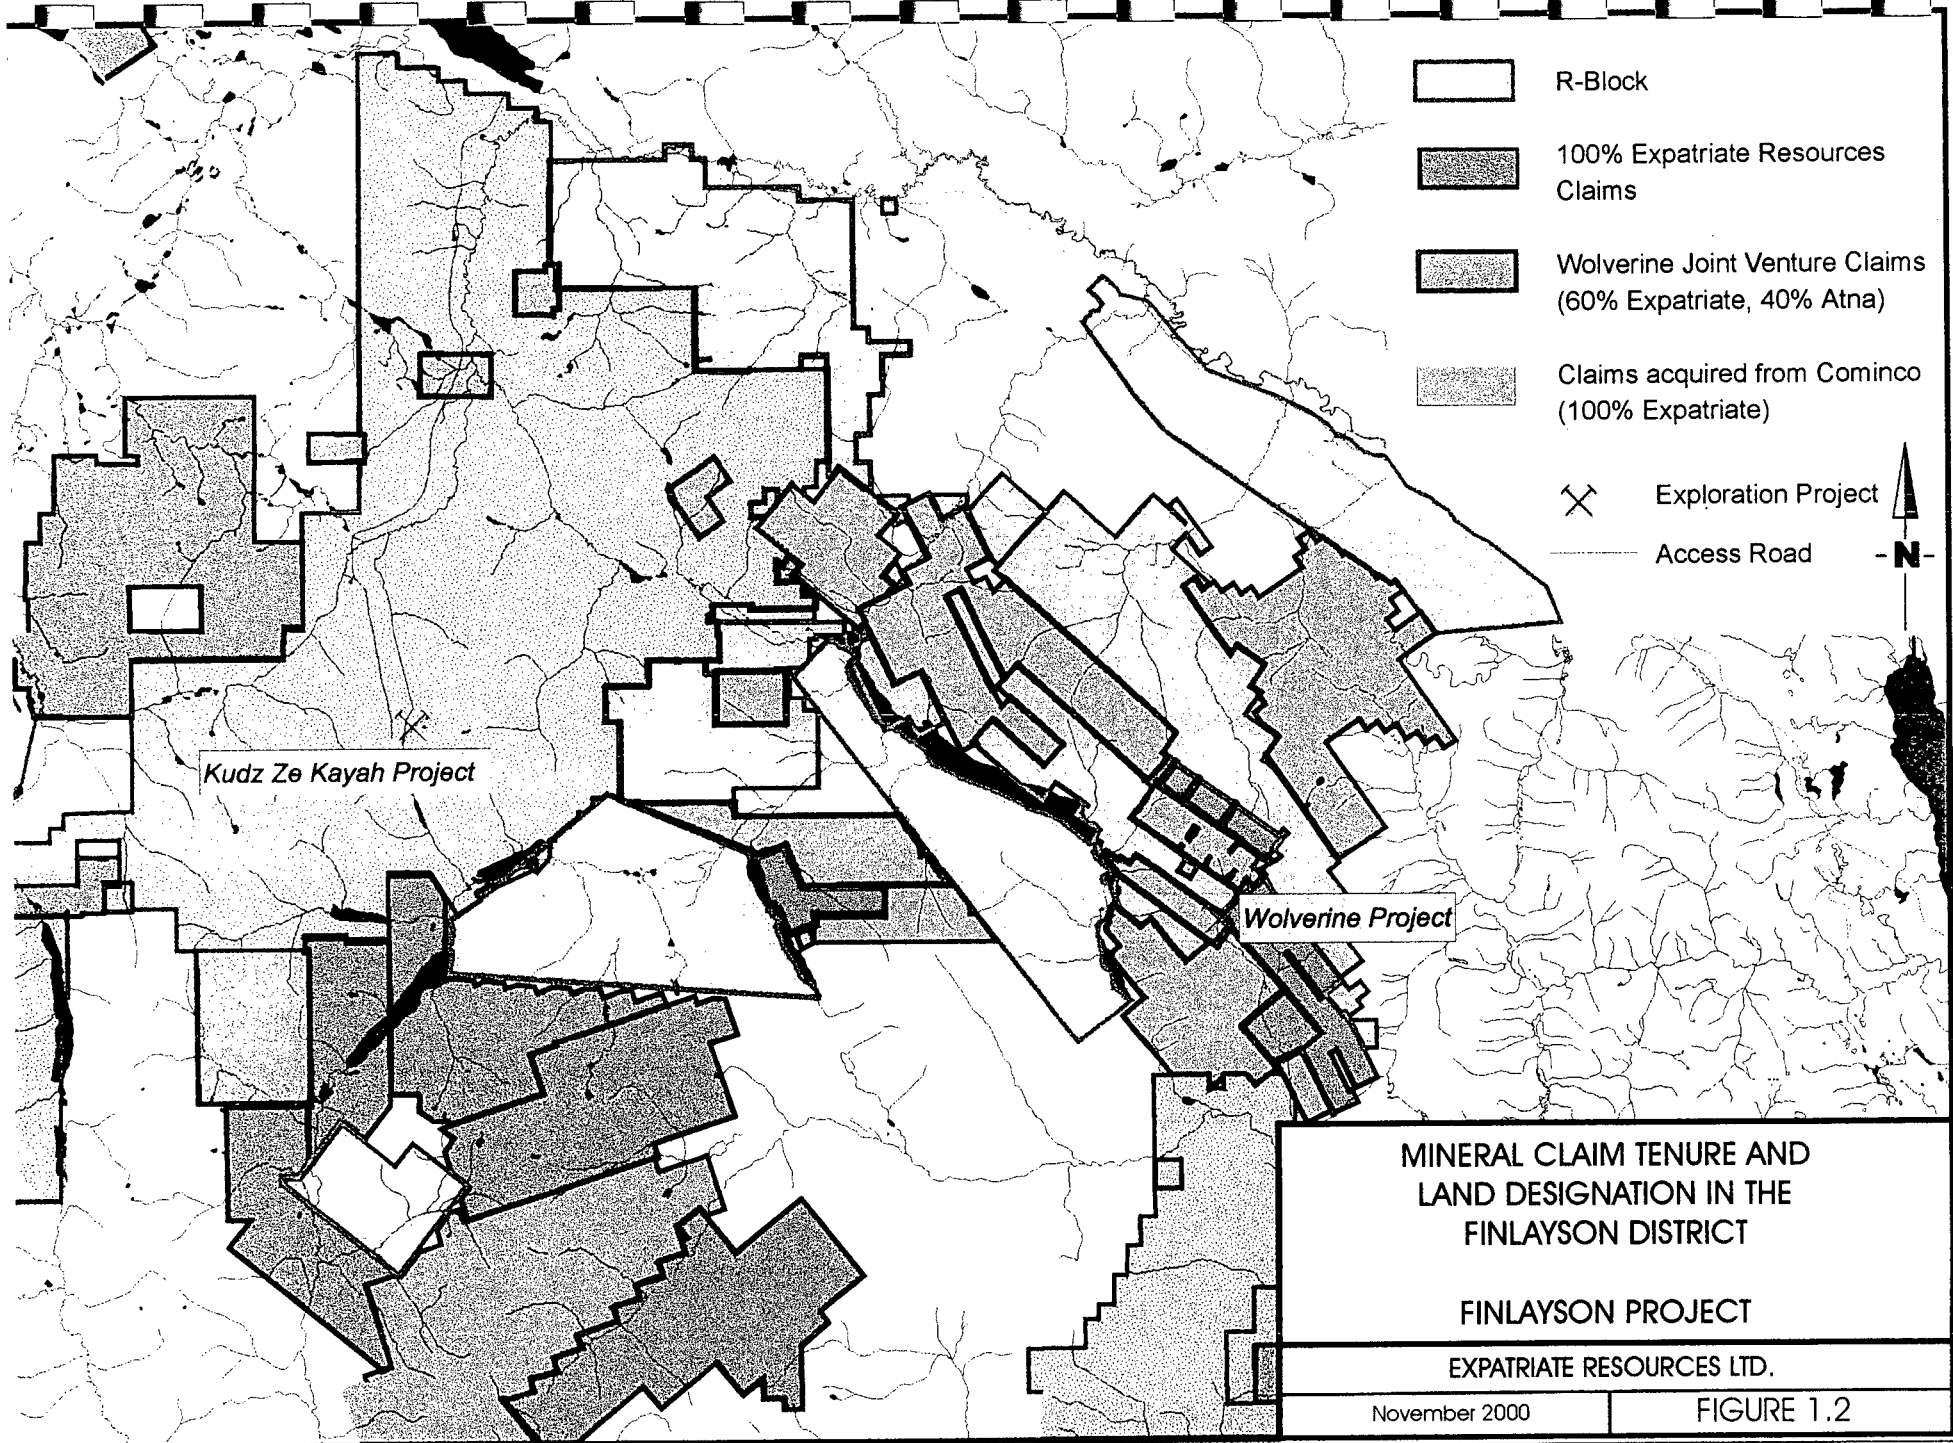 R-Block
100% Expatriate Resources
Claims
Wolverine Joint Venture Claims
(60% Expatriate, 40% Atna)
Claims acquired from Cominco
(100% Expatriate)
Exploration Project
Access Road
-N-
Kudz Ze Kayah Project
Wolverine Project
MINERAL CLAIM TENURE AND
LAND DESIGNATION IN THE
FINLAYSON DISTRICT
FINLAYSON PROJECT
EXPATRIATE RESOURCES LTD.
November 2000
FIGURE 1.2